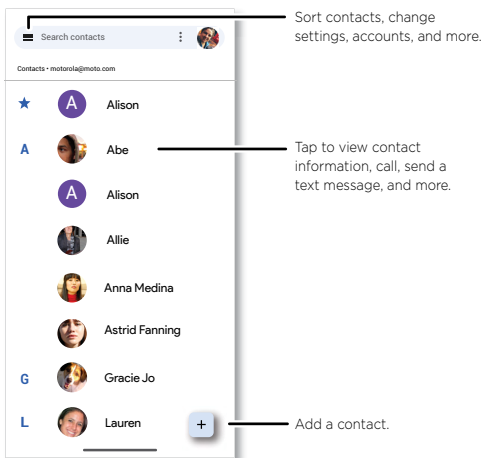 Sort contacts, change
settings, accounts, and more.
Search contacts
Contacts • motorola@moto.com
A
Alison
A
Abe
Tap to view contact
information, call, send a
text message, and more.
A
Alison
Allie
Anna Medina
Astrid Fanning
G
Gracie Jo
L
Lauren
+
Add a contact.